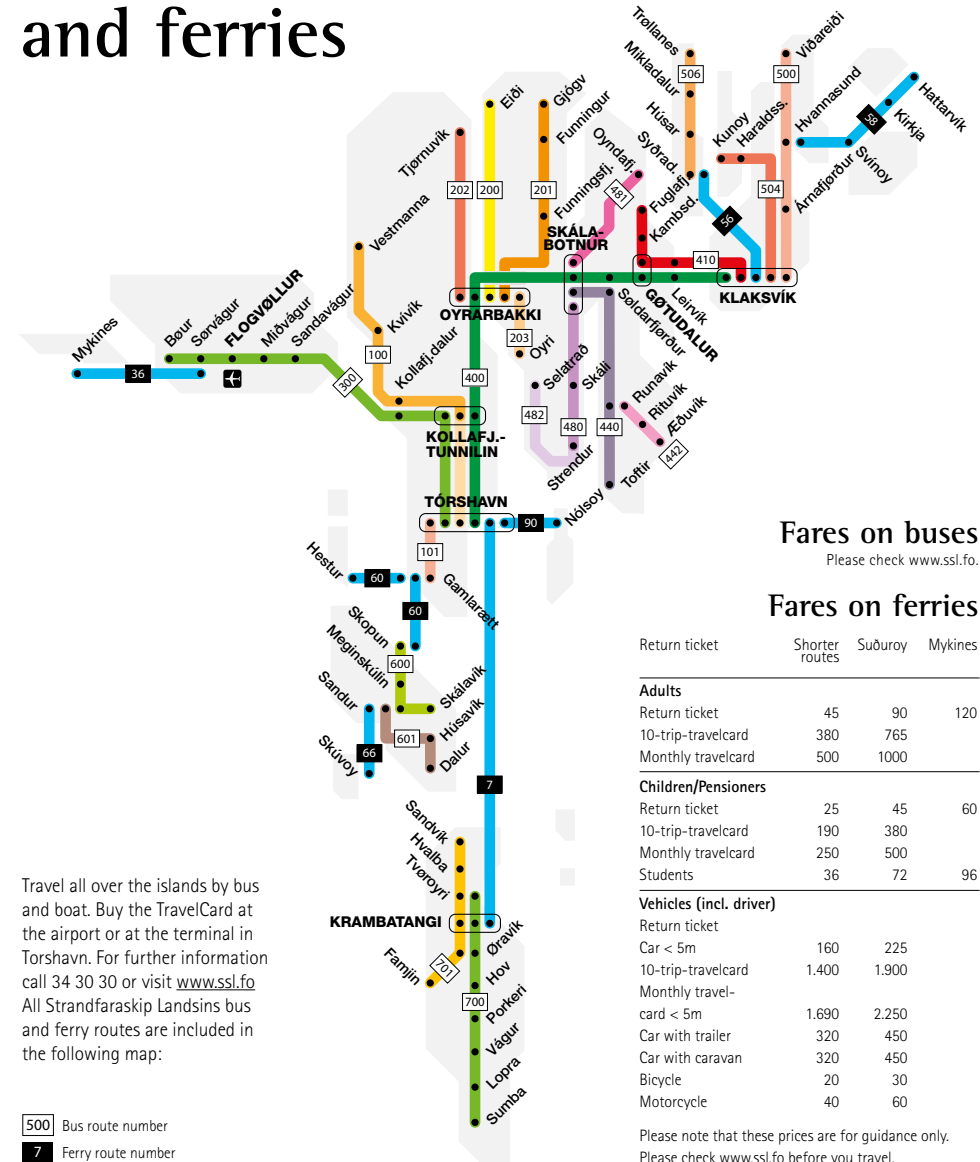 and ferries
Trøllanes
Mikladalur
Húsar
Syðrad.
506
500
Viðareiði
Hvannasund
Hattarvík
Kirkja
58
Svínoy
Árnafjørður
Kunoy
Haraldss.
504
56
Eiði
Gjógv
Funningur
Funningsfj.
Oyndafj.
481
Fuglafj.
Kambsd.
Tjørnuvík
202
200
201
Vestmanna
SKÁLA-
BOTNUR
410
KLAKSVÍK
Leirvík
GØTUDALUR
Søldarfjørður
OYRARBAKKI
203
Oyri
Mykines
36
Bøur
Sørvágur
FLOGVØLLUR
Miðvágur
Sandavágur
300
100
Kvívík
Kollafj.dalur
400
Selatrað
Skáli
482
480
440
Strendur
Runavík
Rituvík
Æðuvík
442
Toftir
KOLLAFJ.-
TUNNILIN
TÓRSHAVN
90
Nólsoy
101
Hestur
60
Gamlarætt
60
Skopun
Meginskúlin
600
Skálavík
Sandur
Húsavík
601
Dalur
Skúvoy
66
7
Sandvík
Hvalba
Tvøroyri
KRAMBATANGI
Øravík
Famjin
701
Hov
700
Porkeri
Vágur
Lopra
Sumba
Travel all over the islands by bus
and boat. Buy the TravelCard at
the airport or at the terminal in
Torshavn. For further information
call 34 30 30 or visit www.ssl.fo
All Strandfaraskip Landsins bus
and ferry routes are included in
the following map:
500 Bus route number
7 Ferry route number
Fares on buses
Please check www.ssl.fo.
Fares on ferries
Return ticket Shorter routes Suðuroy Mykines
Adults
Return ticket 45 90 120
10-trip-travelcard 380 765
Monthly travelcard 500 1000
Children/Pensioners
Return ticket 25 45 60
10-trip-travelcard 190 380
Monthly travelcard 250 500
Students 36 72 96
Vehicles (incl. driver)
Return ticket
Car < 5m 160 225
10-trip-travelcard 1.400 1.900
Monthly travel-
card < 5m 1.690 2.250
Car with trailer 320 450
Car with caravan 320 450
Bicycle 20 30
Motorcycle 40 60
Please note that these prices are for guidance only.
Please check www.ssl.fo before you travel.